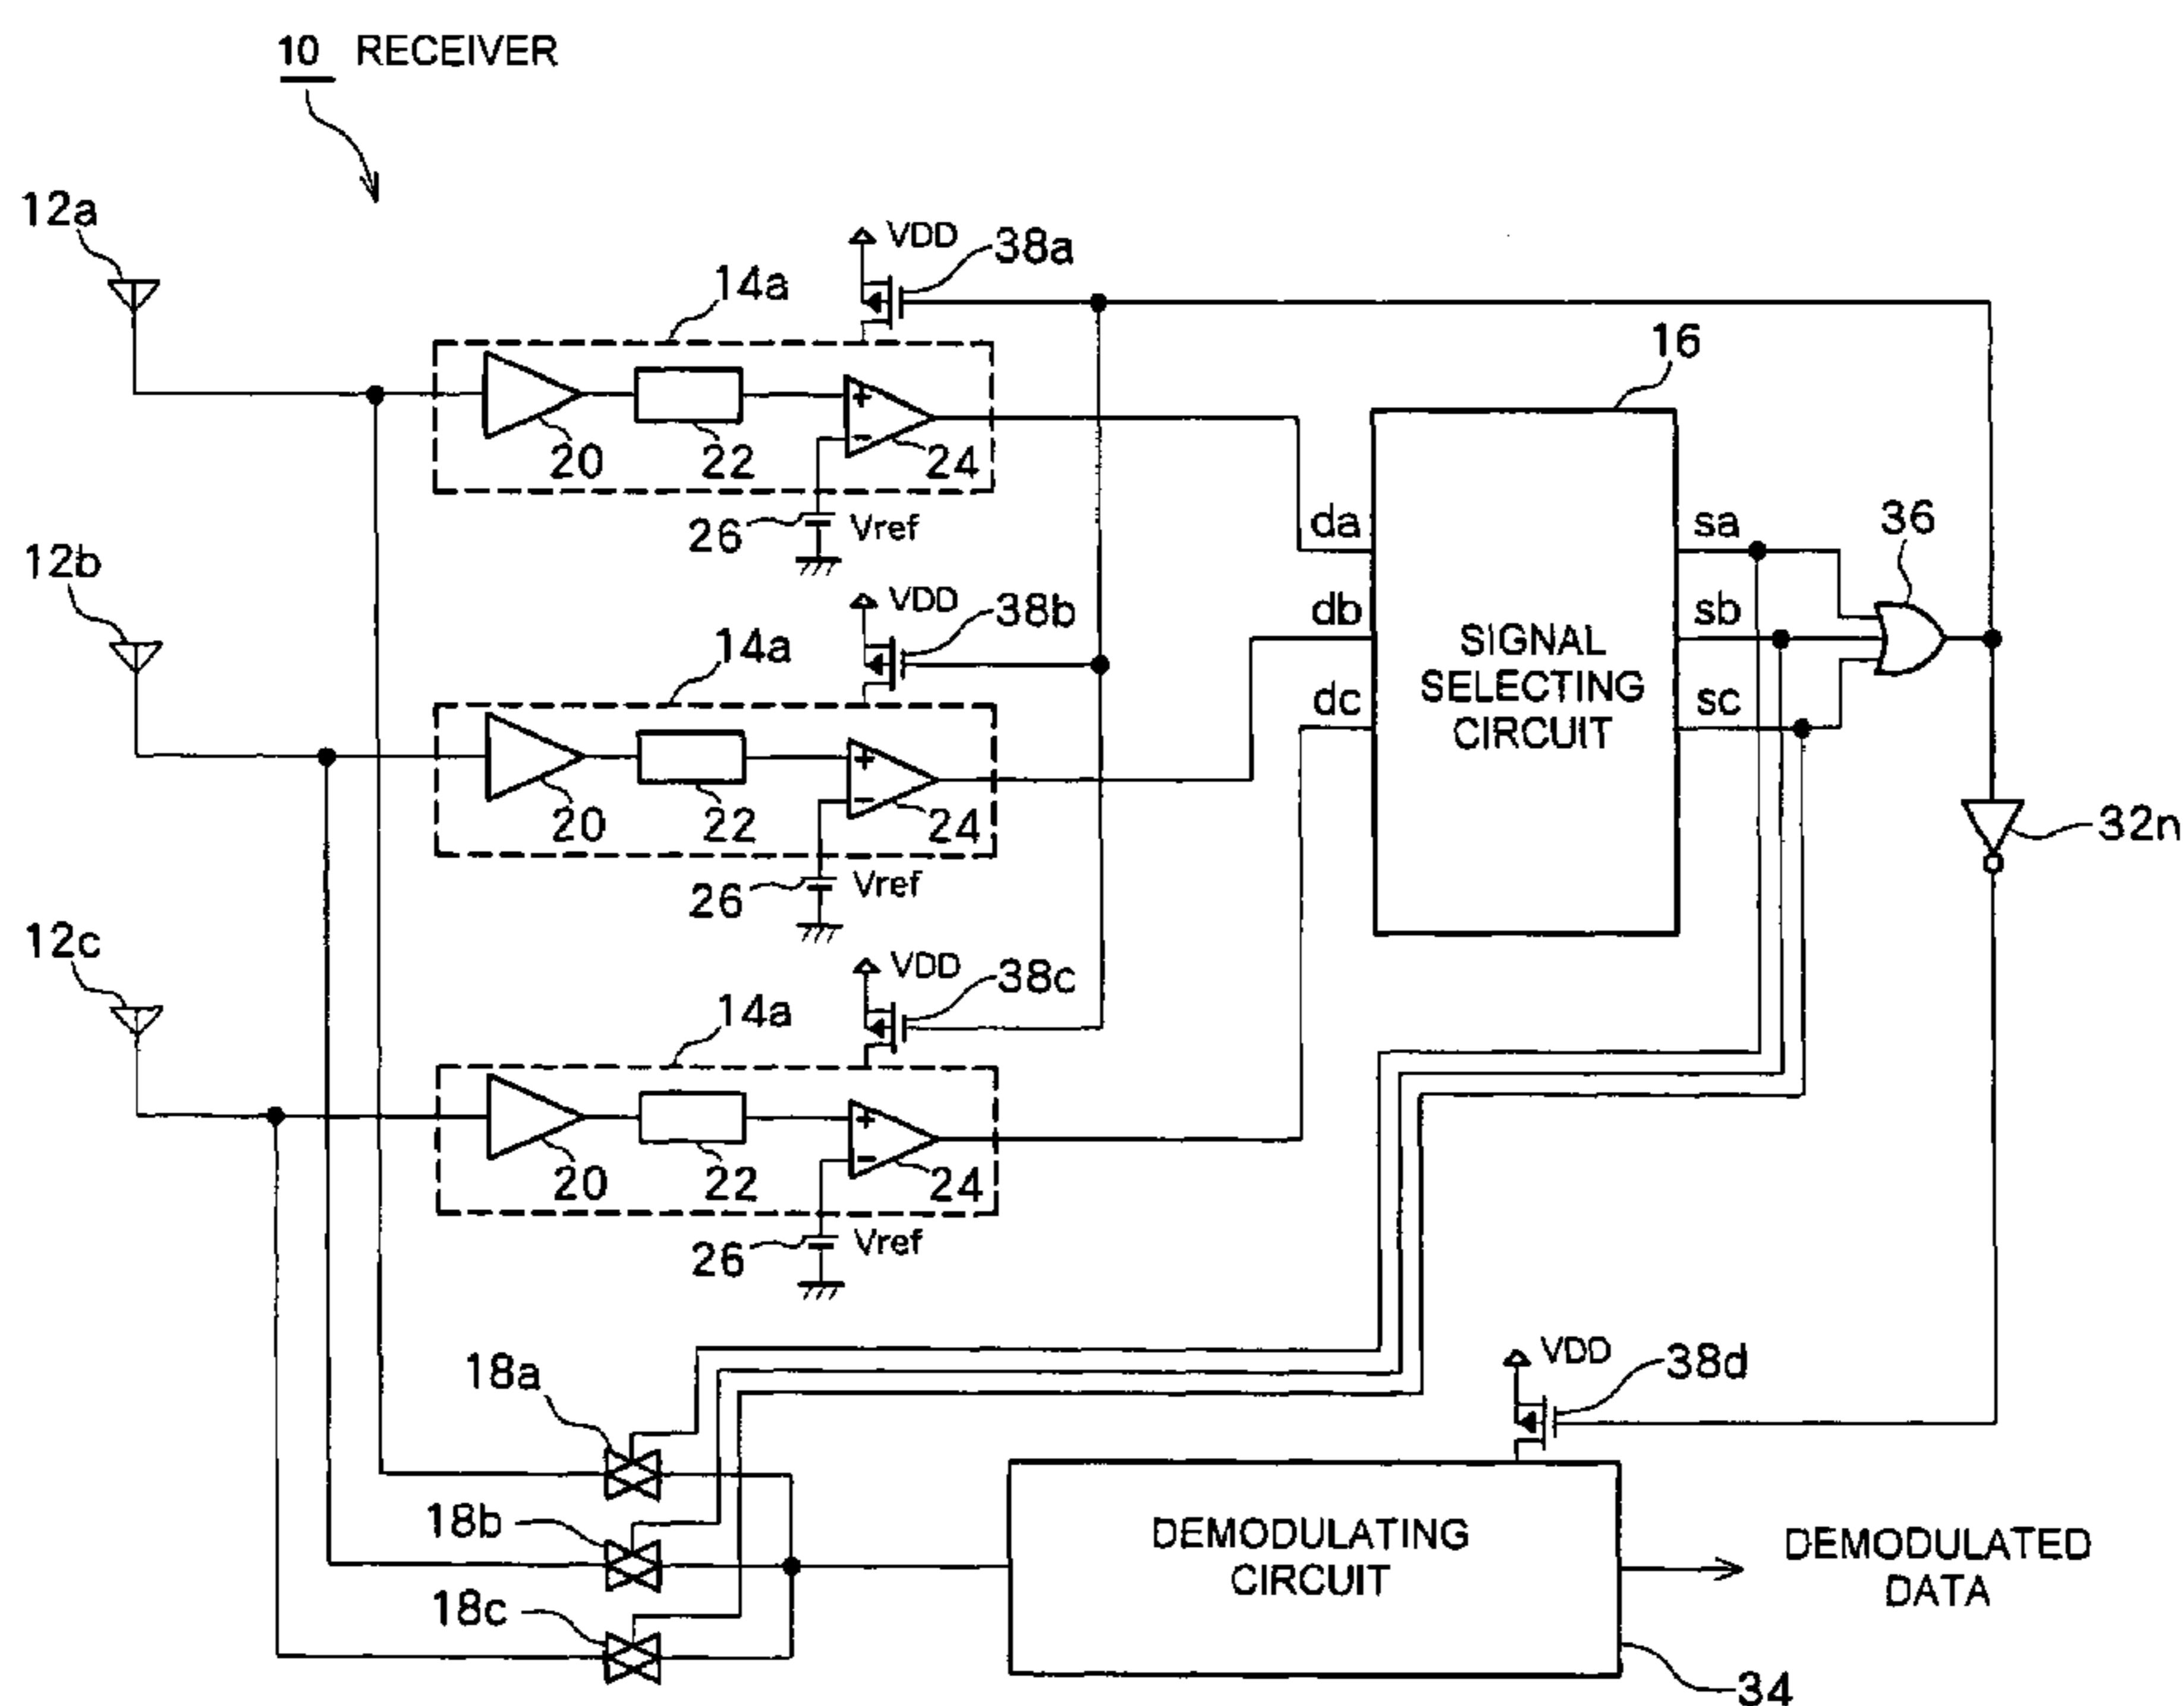 10 RECEIVER
12a
VDD
38a
14a
16
+
-
20
22
24
26
Vref
da
sa
36
12b
VDD
38b
db
sb
14a
SIGNAL
SELECTING
CIRCUIT
dc
sc
+
-
20
22
24
32n
26
Vref
12c
VDD
38c
14a
+
-
20
22
24
26
Vref
VDD
38d
18a
18b
DEMODULATING
CIRCUIT
DEMODULATED
DATA
18c
34